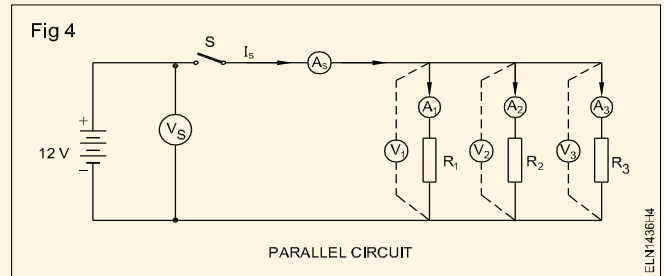 Fig 4
S
Is
As
+
12 V
–
VS
A1
A2
A3
V1
R1
V2
R2
V3
R3
PARALLEL CIRCUIT
ELN1436H4